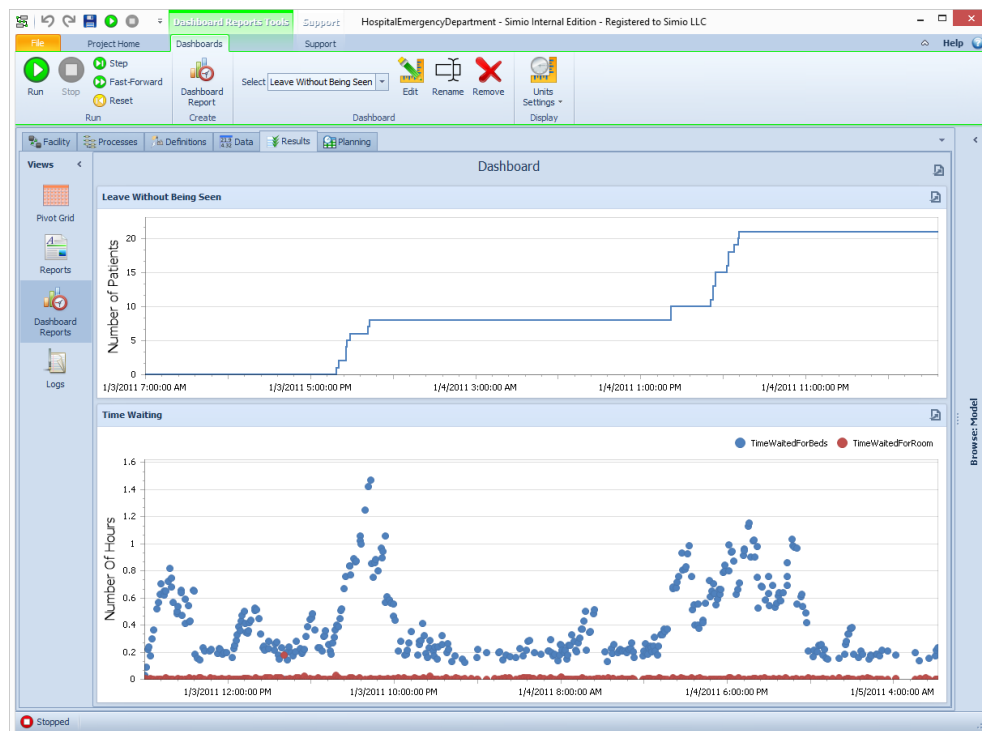 Dashboard Reports Tools Support HospitalEmergencyDepartment - Simio Internal Edition - Registered to Simio LLC
File Project Home Dashboards Support Help
Run Stop Step Fast-Forward Reset
Run
Dashboard Report
Create
Select Leave Without Being Seen Edit Rename Remove
Dashboard
Units Settings
Display
Facility Processes Definitions Data Results Planning
Views
Pivot Grid
Reports
Dashboard Reports
Logs
Dashboard
Leave Without Being Seen
Number of Patients
20
15
10
5
0
1/3/2011 7:00:00 AM 1/3/2011 5:00:00 PM 1/4/2011 3:00:00 AM 1/4/2011 1:00:00 PM 1/4/2011 11:00:00 PM
Time Waiting
TimeWaitedForBeds TimeWaitedForRoom
Number Of Hours
1.6
1.4
1.2
1
0.8
0.6
0.4
0.2
0
1/3/2011 12:00:00 PM 1/3/2011 10:00:00 PM 1/4/2011 8:00:00 AM 1/4/2011 6:00:00 PM 1/5/2011 4:00:00 AM
Browse: Model
Stopped